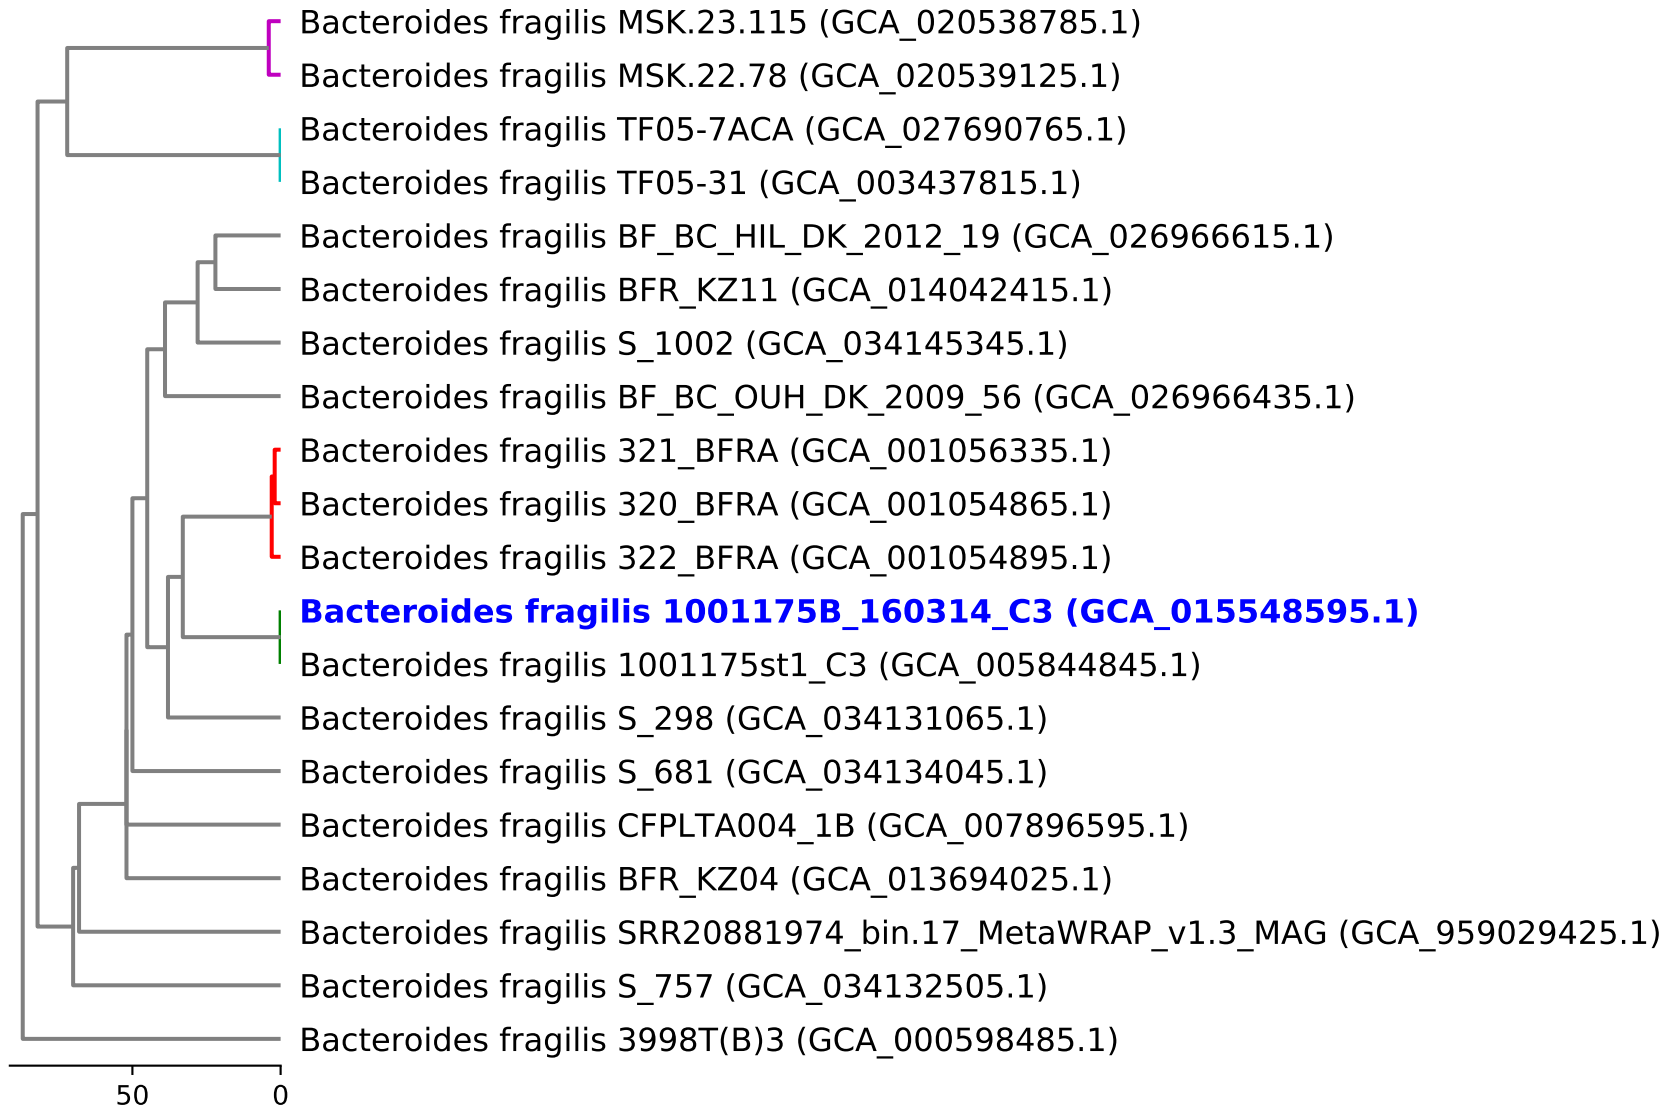 Bacteroides fragilis MSK.23.115 (GCA_020538785.1)
Bacteroides fragilis MSK.22.78 (GCA_020539125.1)
Bacteroides fragilis TF05-7ACA (GCA_027690765.1)
Bacteroides fragilis TF05-31 (GCA_003437815.1)
Bacteroides fragilis BF_BC_HIL_DK_2012_19 (GCA_026966615.1)
Bacteroides fragilis BFR_KZ11 (GCA_014042415.1)
Bacteroides fragilis S_1002 (GCA_034145345.1)
Bacteroides fragilis BF_BC_OUH_DK_2009_56 (GCA_026966435.1)
Bacteroides fragilis 321_BFRA (GCA_001056335.1)
Bacteroides fragilis 320_BFRA (GCA_001054865.1)
Bacteroides fragilis 322_BFRA (GCA_001054895.1)
Bacteroides fragilis 1001175B_160314_C3 (GCA_015548595.1)
Bacteroides fragilis 1001175st1_C3 (GCA_005844845.1)
Bacteroides fragilis S_298 (GCA_034131065.1)
Bacteroides fragilis S_681 (GCA_034134045.1)
Bacteroides fragilis CFPLTA004_1B (GCA_007896595.1)
Bacteroides fragilis BFR_KZ04 (GCA_013694025.1)
Bacteroides fragilis SRR20881974_bin.17_MetaWRAP_v1.3_MAG (GCA_959029425.1)
Bacteroides fragilis S_757 (GCA_034132505.1)
Bacteroides fragilis 3998T(B)3 (GCA_000598485.1)
50 0